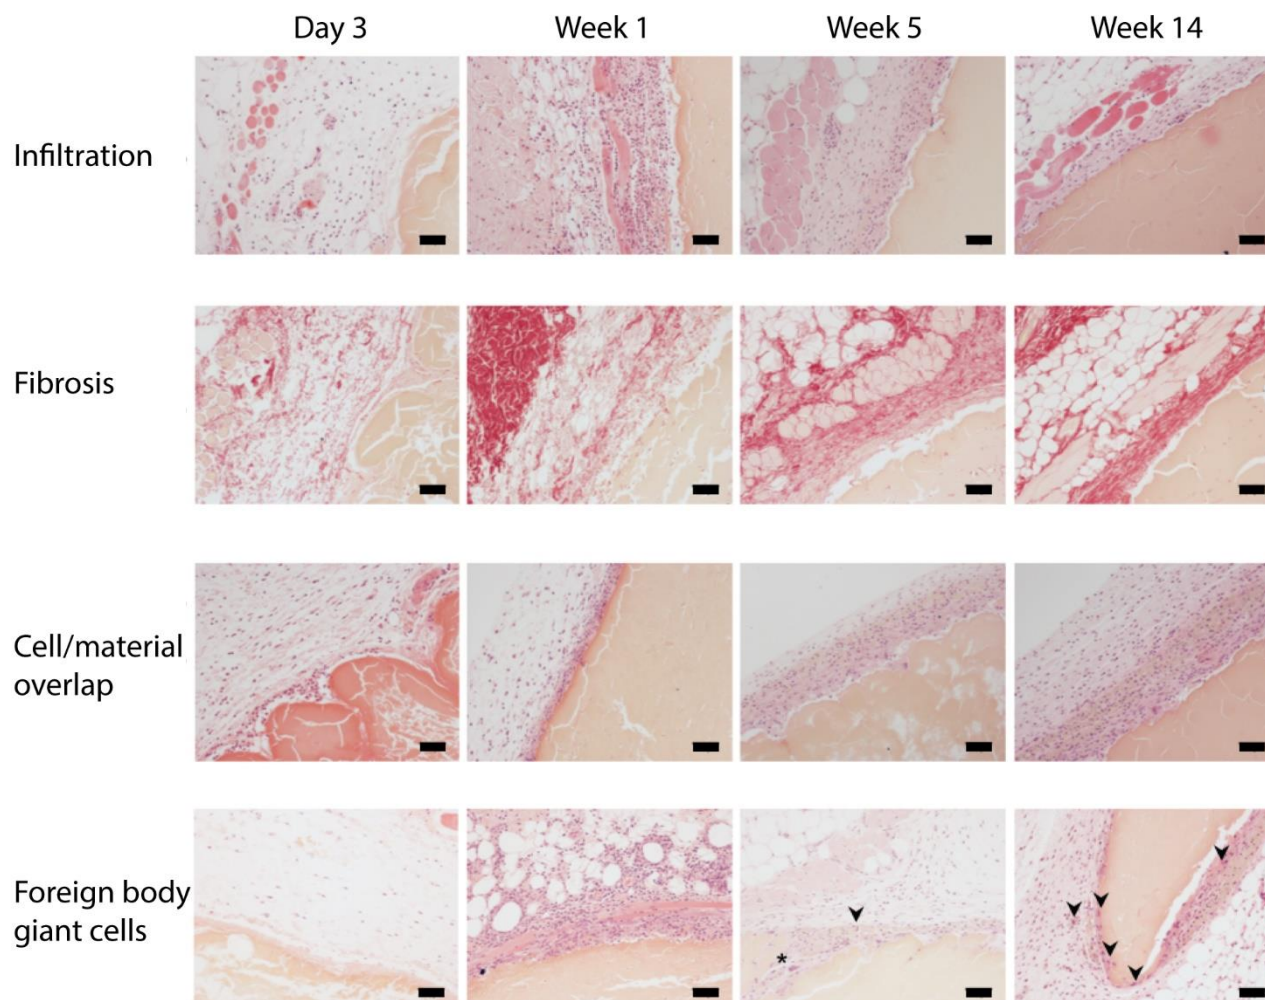 Day 3 Week 1 Week 5 Week 14
Infiltration
Fibrosis
Cell/material
overlap
Foreign body
giant cells
*